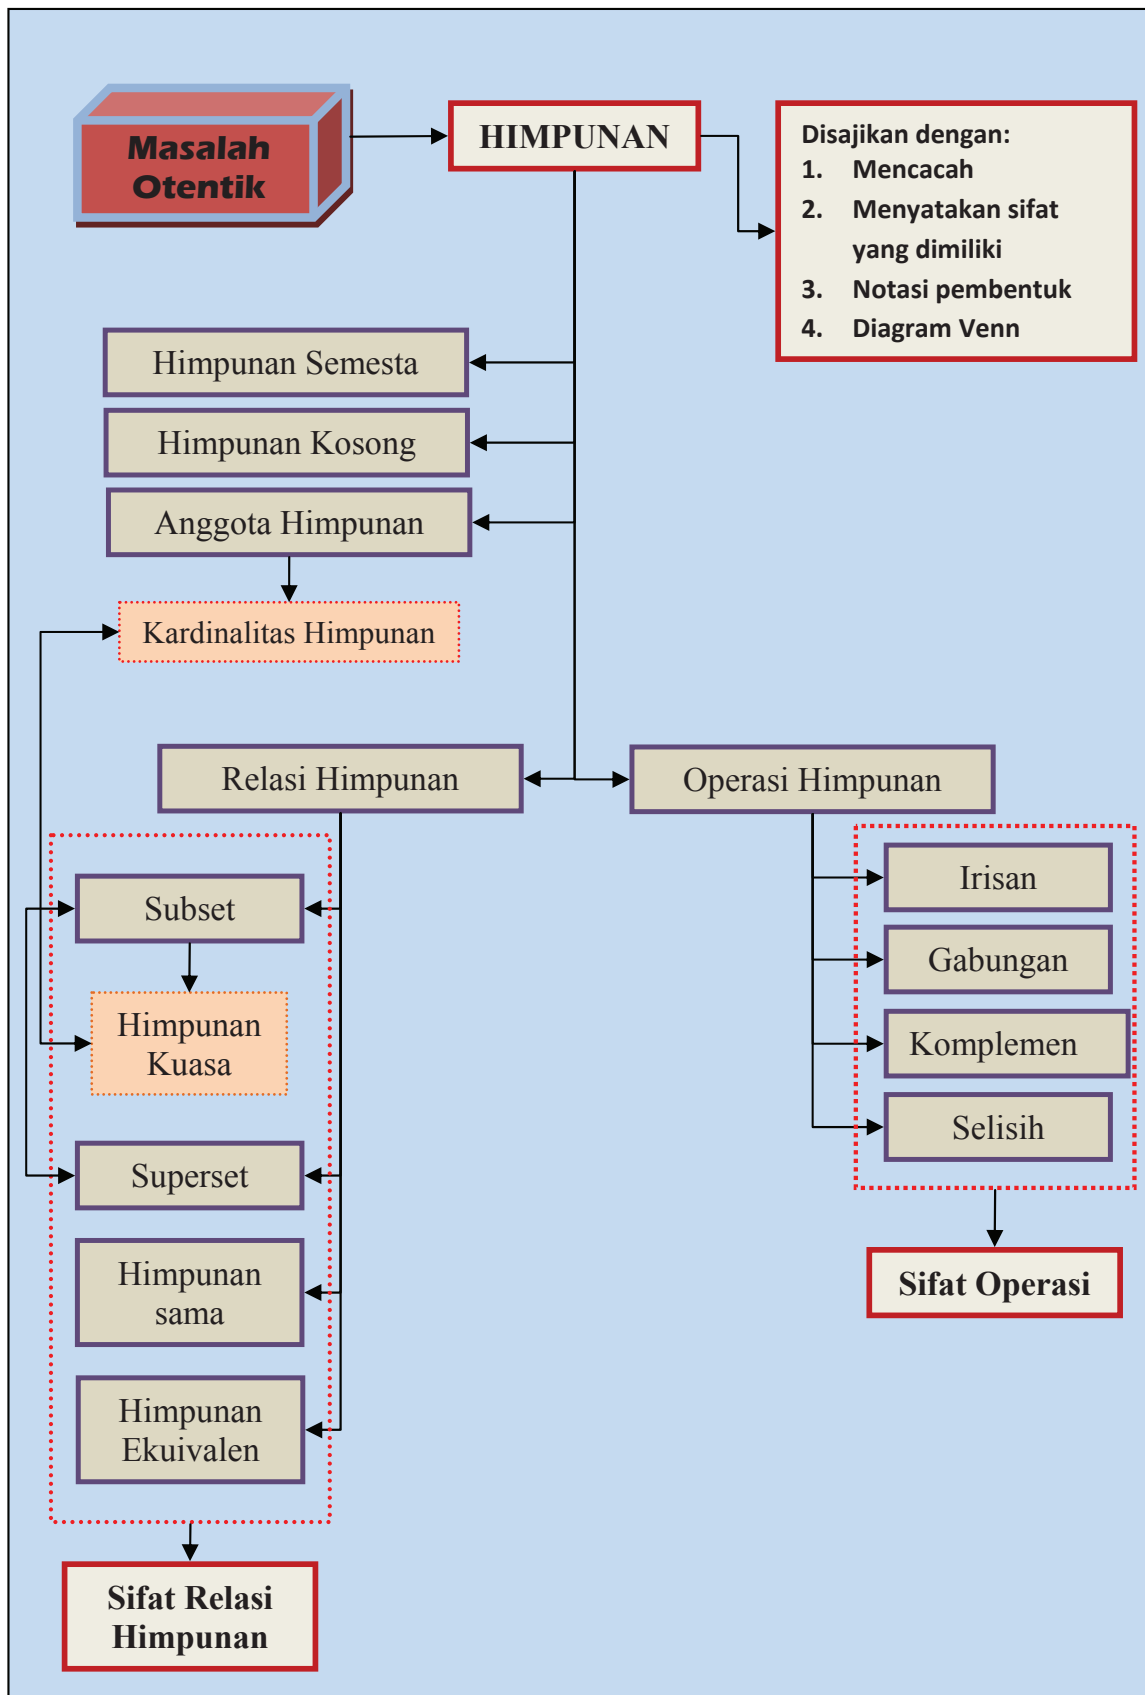 Masalah
Otentik
HIMPUNAN
Disajikan dengan:
1. Mencacah
2. Menyatakan sifat
yang dimiliki
3. Notasi pembentuk
4. Diagram Venn
Himpunan Semesta
Himpunan Kosong
Anggota Himpunan
Kardinalitas Himpunan
Relasi Himpunan
Operasi Himpunan
Subset
Himpunan
Kuasa
Superset
Himpunan
sama
Himpunan
Ekuivalen
Sifat Relasi
Himpunan
Irisan
Gabungan
Komplemen
Selisih
Sifat Operasi